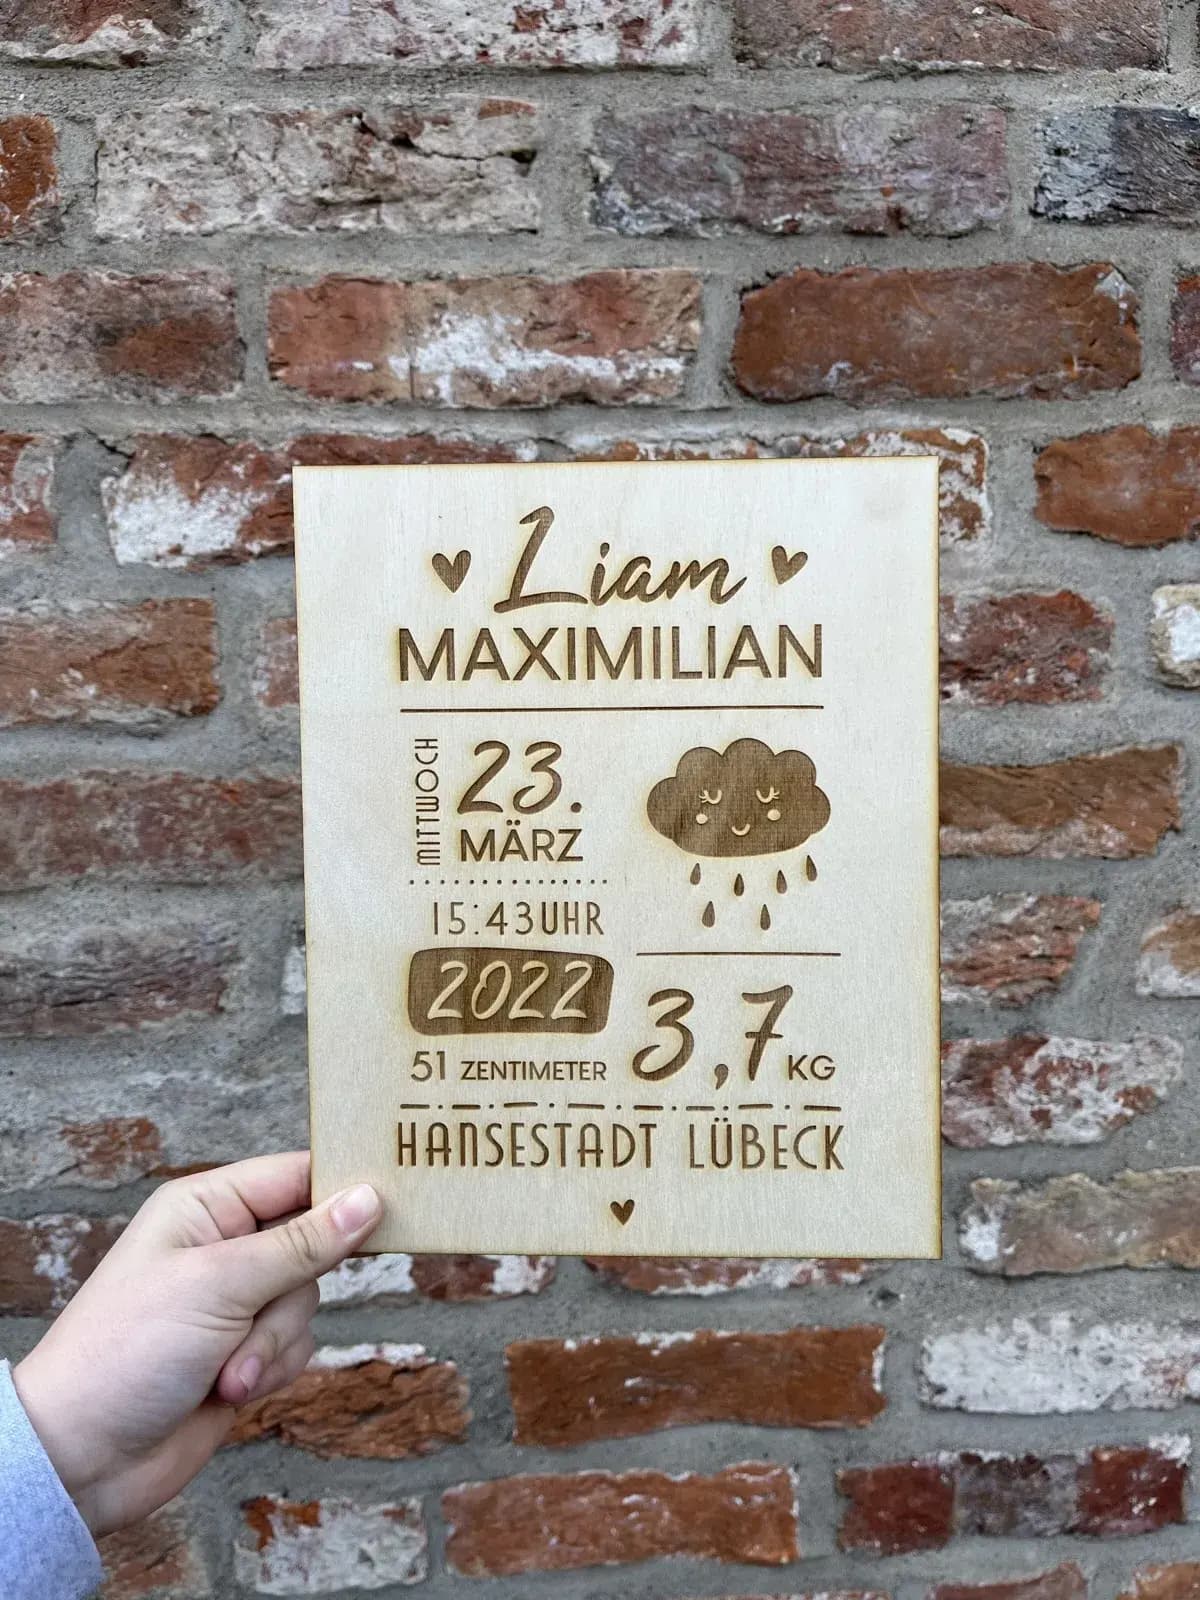 Liam
MAXIMILIAN
MITTWOCH
23.
MÄRZ
15:43UHR
2022
51 ZENTIMETER
3,7 KG
HANSESTADT LÜBECK